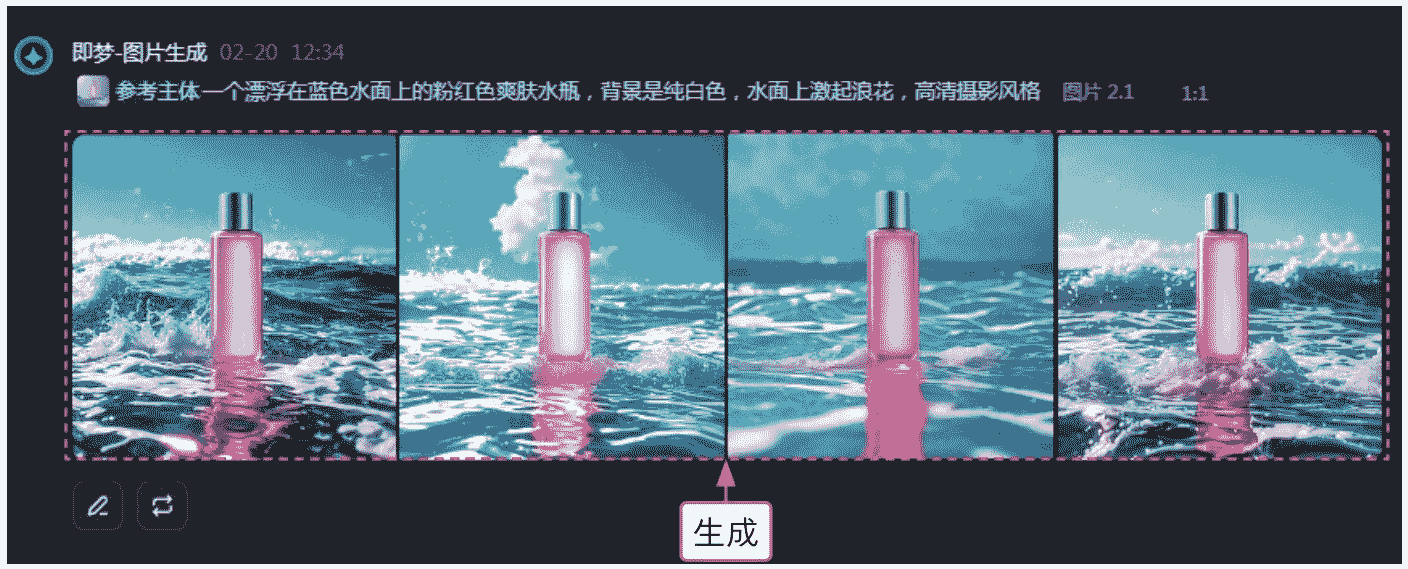 即梦-图片生成 02-20 12:34
参考主体一个漂浮在蓝色水面上的粉红色爽肤水瓶，背景是纯白色，水面上激起浪花，高清摄影风格 图片 2.1 1:1
生成